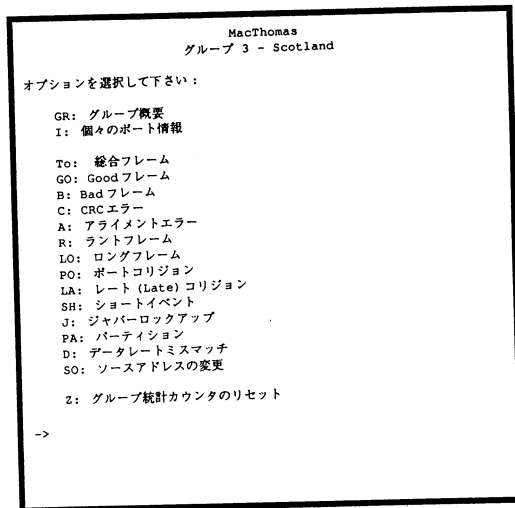 MacThomas
グループ 3 - Scotland
オプションを選択して下さい:
GR: グループ概要
I: 個々のポート情報
To: 総合フレーム
GO: Good フレーム
B: Bad フレーム
C: CRC エラー
A: アライメントエラー
R: ラントフレーム
LO: ロングフレーム
PO: ポートコリジョン
LA: レート (Late) コリジョン
SH: ショートイベント
J: ジャバーロックアップ
PA: パーティション
D: データレートミスマッチ
SO: ソースアドレスの変更
Z: グループ統計カウンタのリセット
->